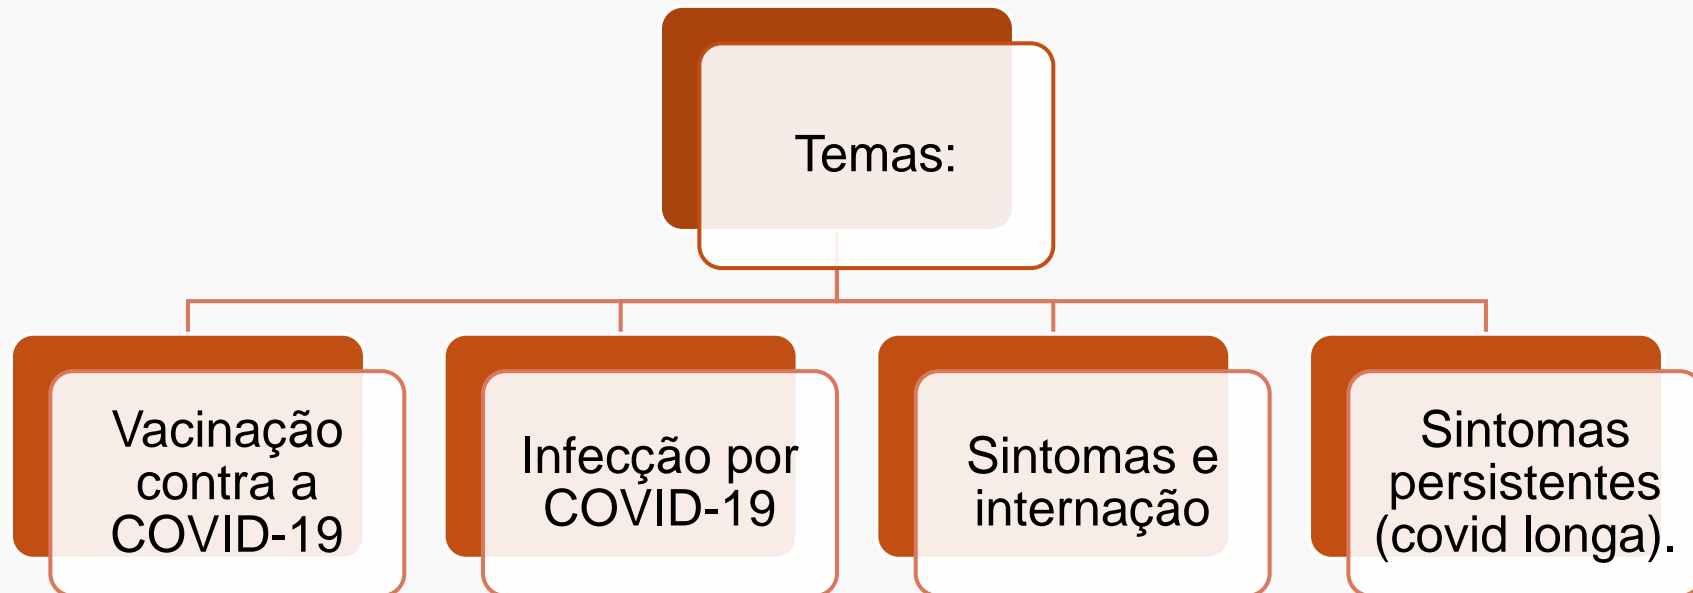 Temas:
Vacinação
contra a
COVID-19
Infecção por
COVID-19
Sintomas e
internação
Sintomas
persistentes
(covid longa).